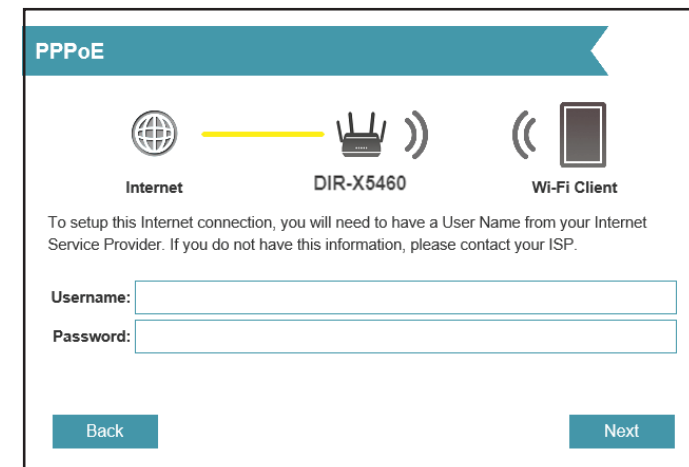 PPPoE
Internet
DIR-X5460
Wi-Fi Client
To setup this Internet connection, you will need to have a User Name from your Internet
Service Provider. If you do not have this information, please contact your ISP.
Username:
Password:
Back
Next